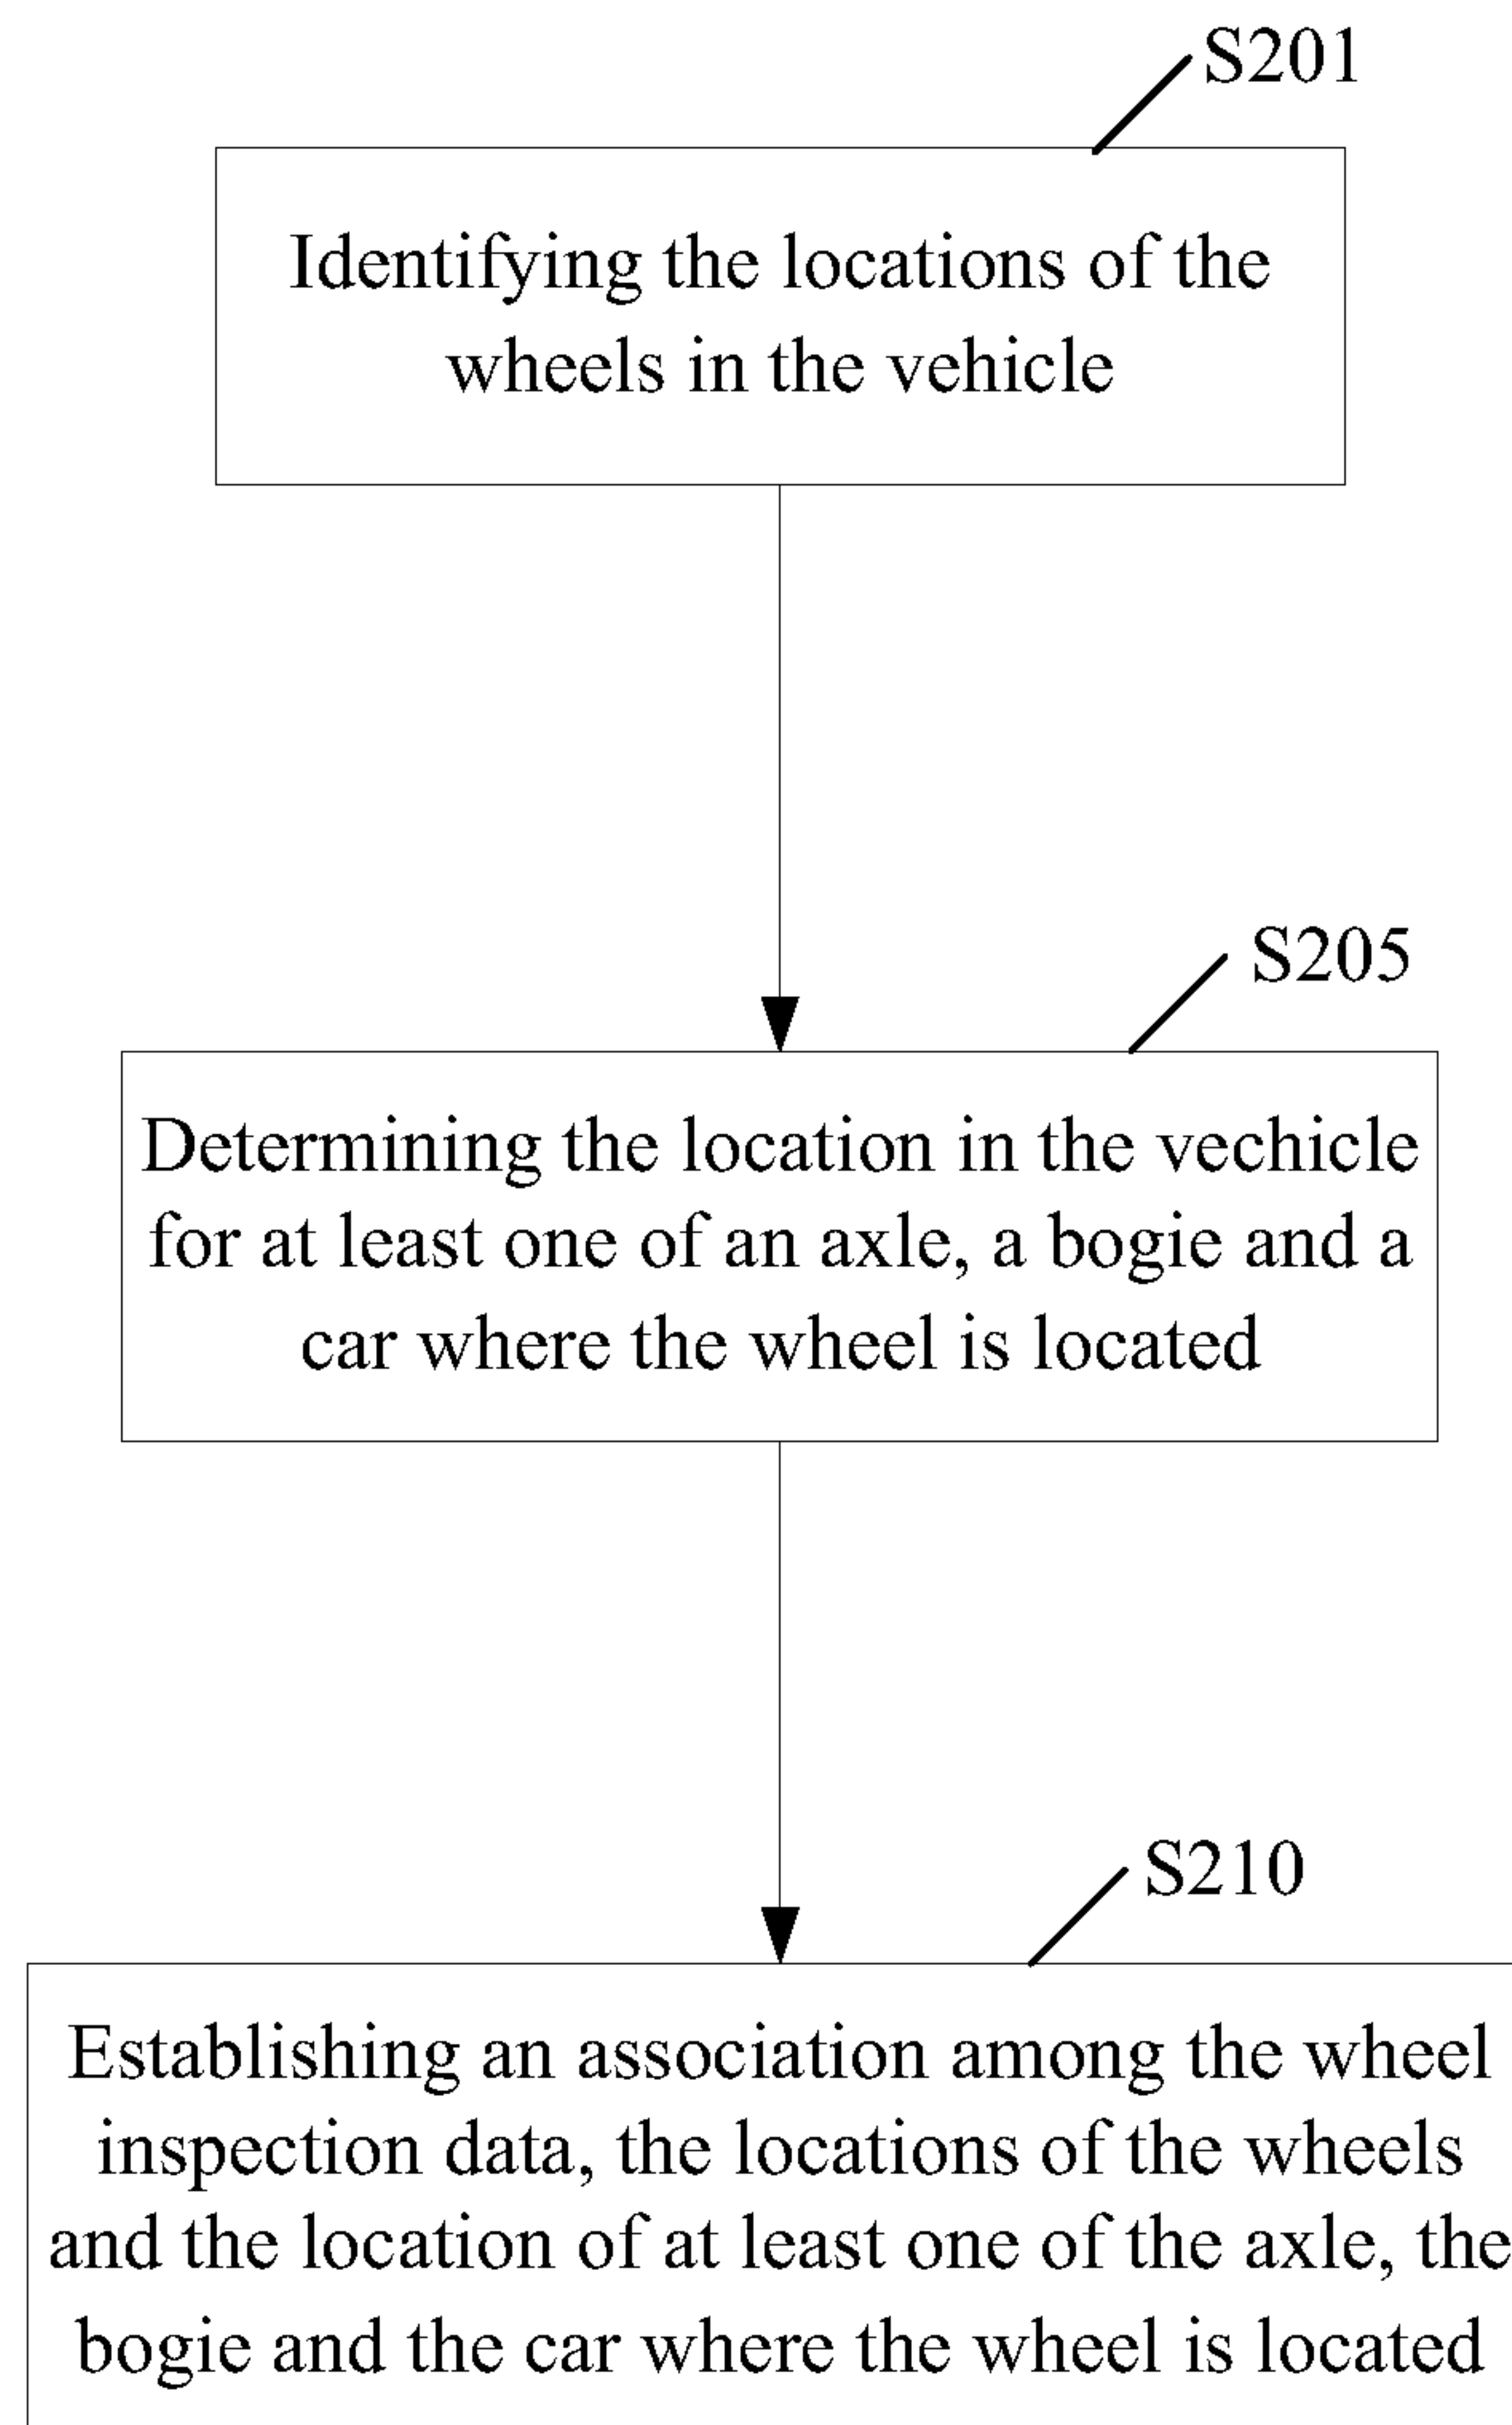 S201
Identifying the locations of the
wheels in the vehicle
S205
Determining the location in the vechicle
for at least one of an axle, a bogie and a
car where the wheel is located
S210
Establishing an association among the wheel
inspection data, the locations of the wheels
and the location of at least one of the axle, the
bogie and the car where the wheel is located